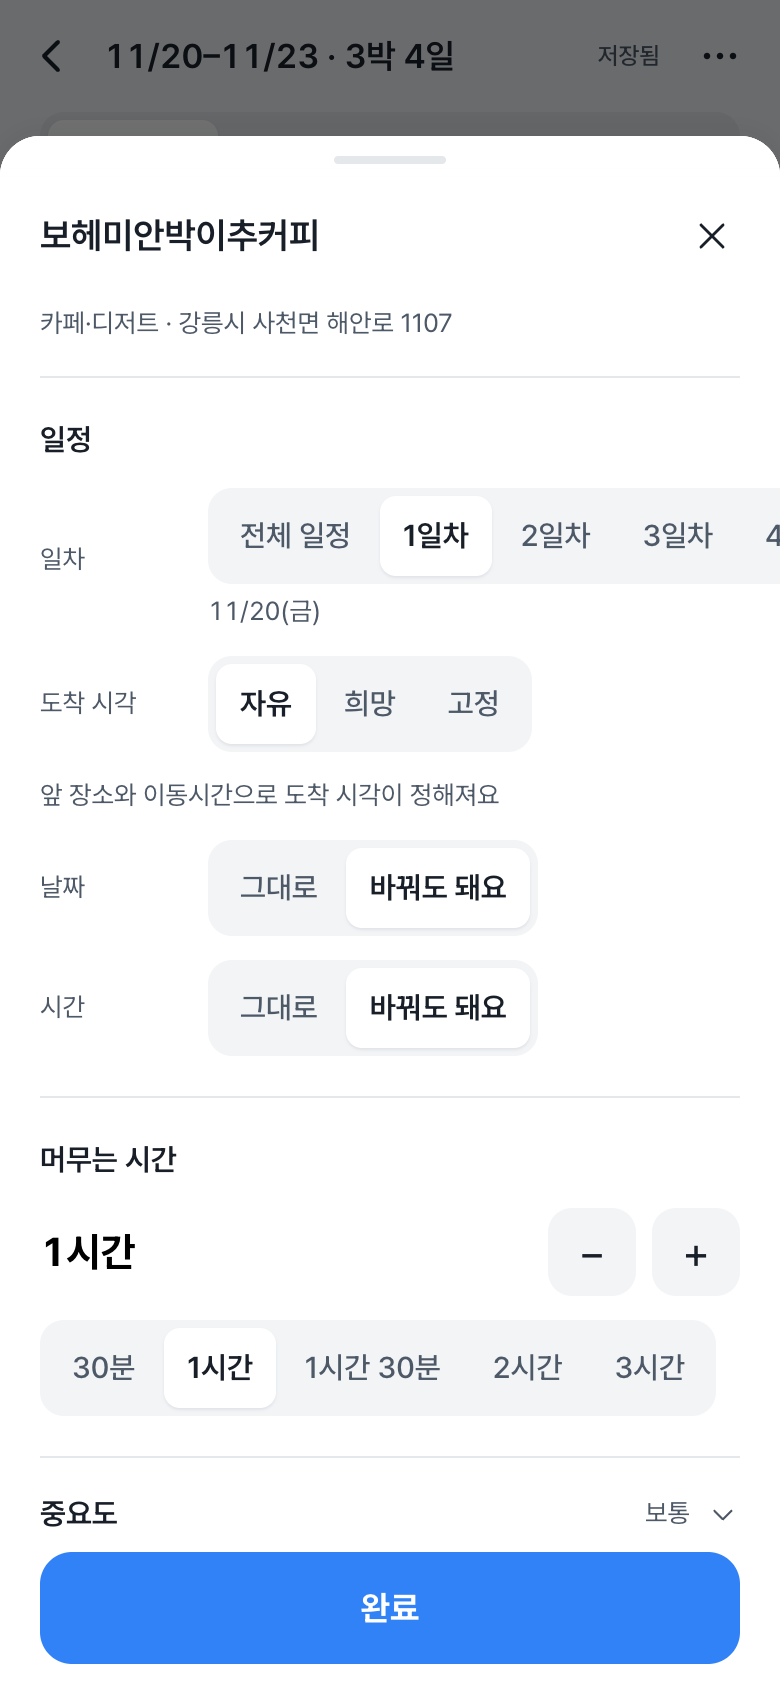 11/20–11/23 · 3박 4일 저장됨
보헤미안박이추커피
카페·디저트 · 강릉시 사천면 해안로 1107
일정
일차 전체 일정 1일차 2일차 3일차 4
11/20(금)
도착 시각 자유 희망 고정
앞 장소와 이동시간으로 도착 시각이 정해져요
날짜 그대로 바꿔도 돼요
시간 그대로 바꿔도 돼요
머무는 시간
1시간 − +
30분 1시간 1시간 30분 2시간 3시간
중요도 보통
완료